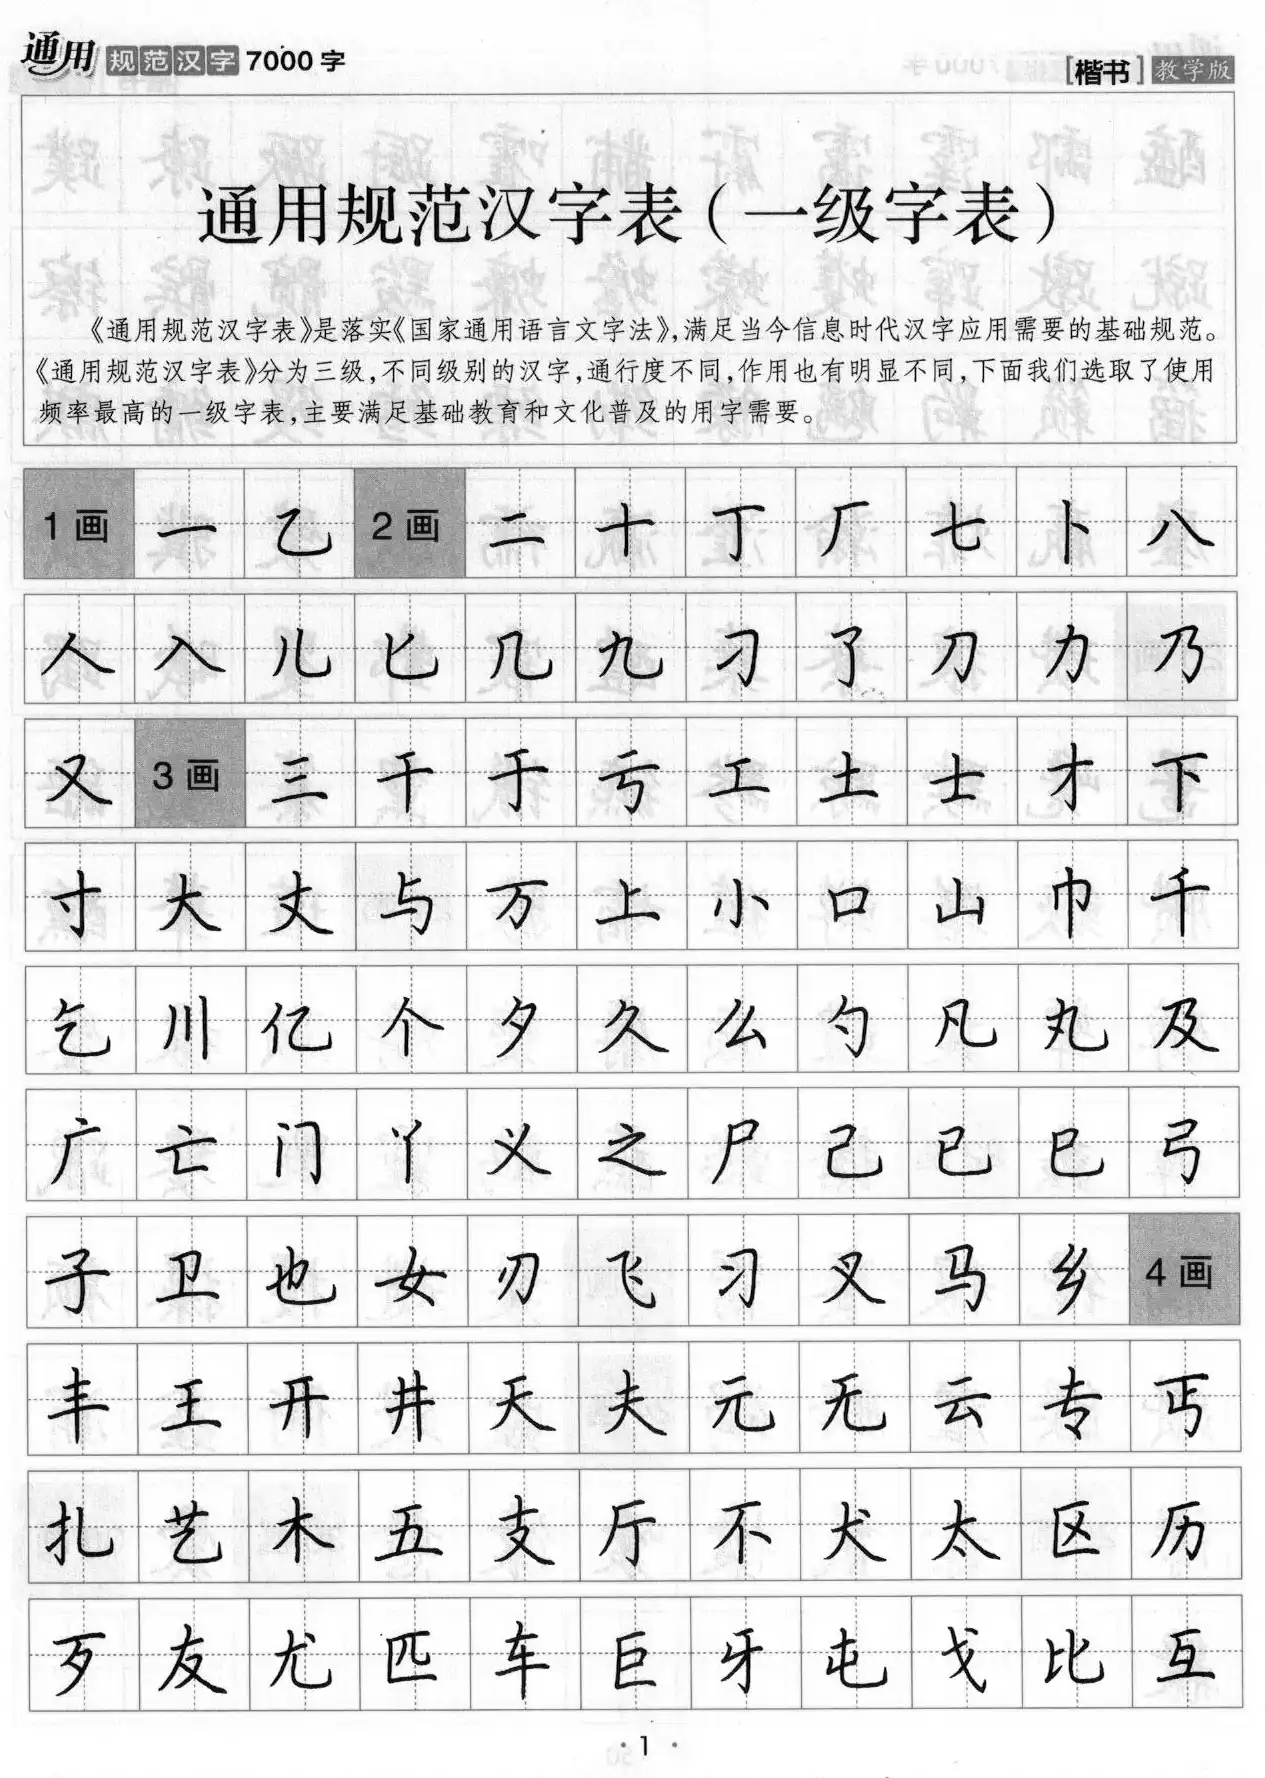 通用规范汉字7000字 [楷书]教学版
通用规范汉字表(一级字表)
《通用规范汉字表》是落实《国家通用语言文字法》,满足当今信息时代汉字应用需要的基础规范。
《通用规范汉字表》分为三级,不同级别的汉字,通行度不同,作用也有明显不同,下面我们选取了使用
频率最高的一级字表,主要满足基础教育和文化普及的用字需要。
1画 一 乙 2画 二 十 丁 厂 七 卜 八
人 入 儿 匕 几 九 刁 了 刀 力 乃
又 3画 三 干 于 亏 工 土 士 才 下
寸 大 丈 与 万 上 小 口 山 巾 千
乞 川 亿 个 夕 久 么 勺 凡 丸 及
广 亡 门 丫 义 之 尸 己 已 巳 弓
子 卫 也 女 刃 飞 习 叉 马 乡 4画
丰 王 开 井 天 夫 元 无 云 专 丐
扎 艺 木 五 支 厅 不 犬 太 区 历
歹 友 尤 匹 车 巨 牙 屯 戈 比 互
·1·